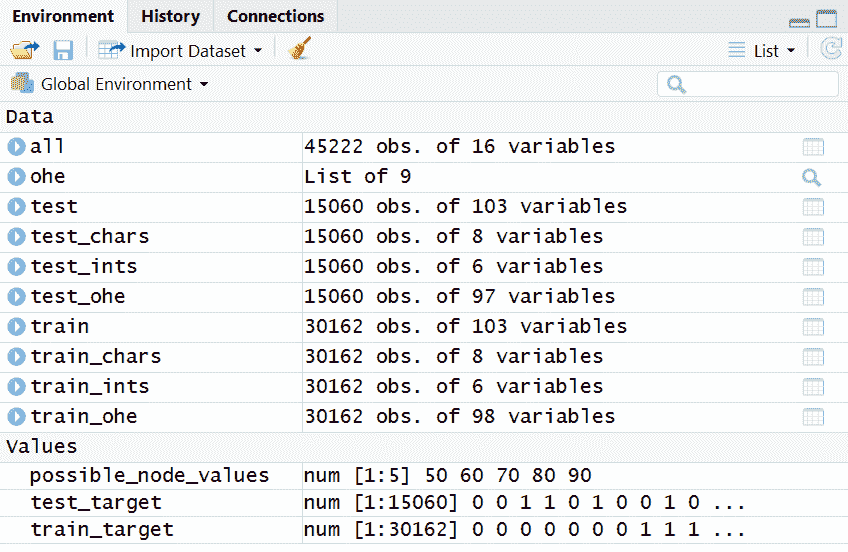 Environment History Connections
Import Dataset List
Global Environment
Data
all 45222 obs. of 16 variables
ohe List of 9
test 15060 obs. of 103 variables
test_chars 15060 obs. of 8 variables
test_ints 15060 obs. of 6 variables
test_ohe 15060 obs. of 97 variables
train 30162 obs. of 103 variables
train_chars 30162 obs. of 8 variables
train_ints 30162 obs. of 6 variables
train_ohe 30162 obs. of 98 variables
Values
possible_node_values num [1:5] 50 60 70 80 90
test_target num [1:15060] 0 0 1 1 0 1 0 0 1 0 ...
train_target num [1:30162] 0 0 0 0 0 0 0 1 1 1 ...